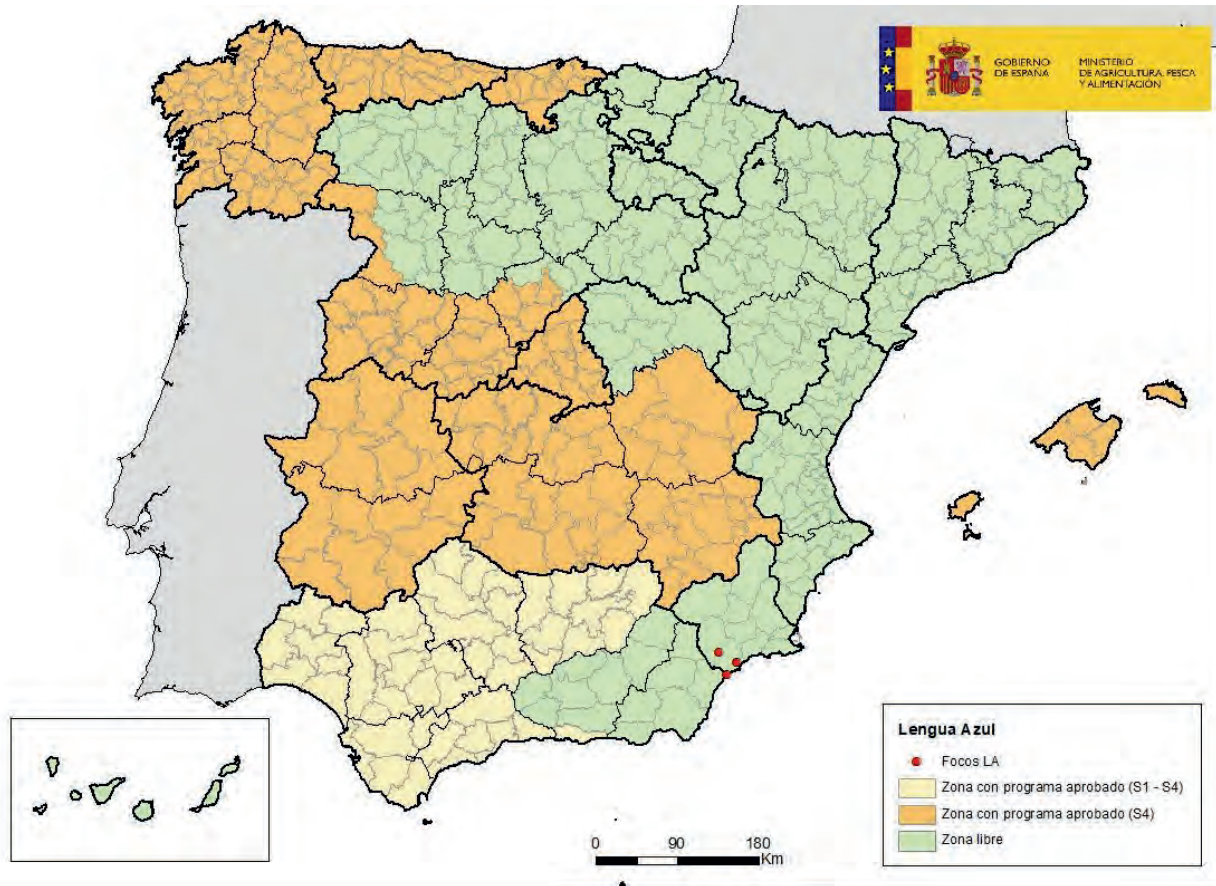 GOBIERNO
DE ESPAÑA
MINISTERIO
DE AGRICULTURA, PESCA
Y ALIMENTACIÓN
Lengua Azul
Focos LA
Zona con programa aprobado (S1 - S4)
Zona con programa aprobado (S4)
Zona libre
0 90 180
Km